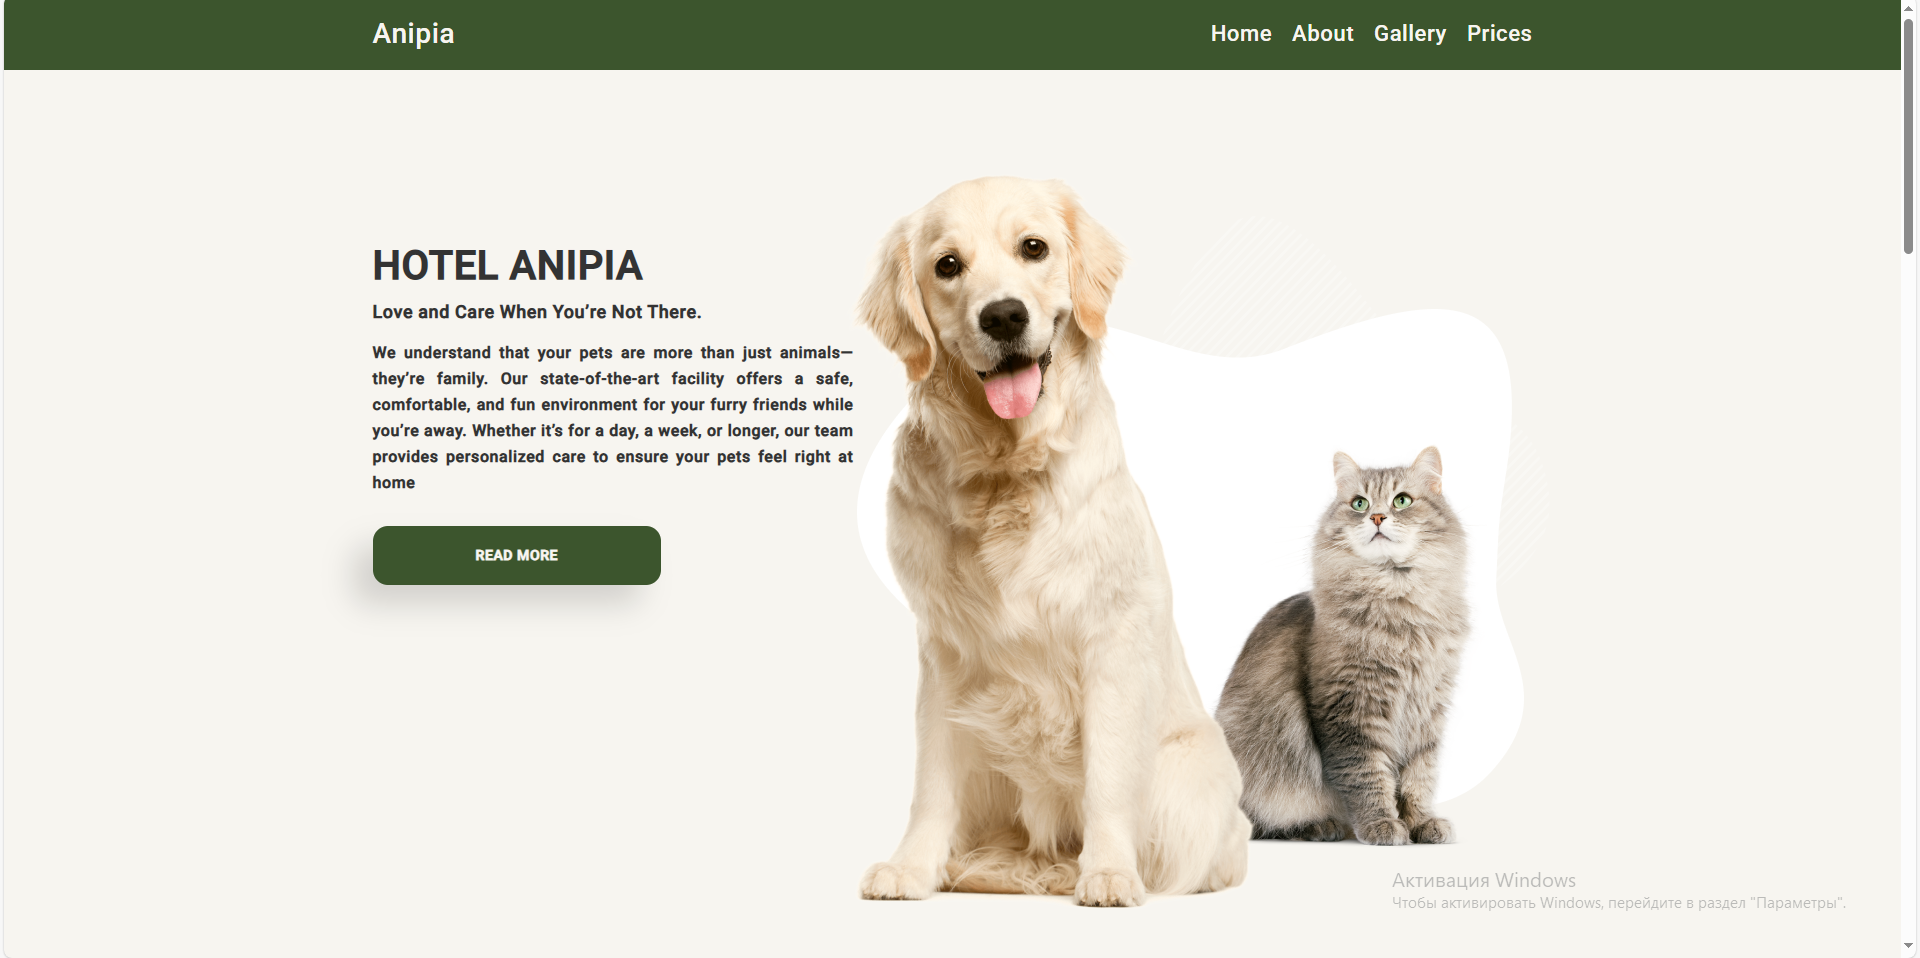 Anipia
Home About Gallery Prices
HOTEL ANIPIA
Love and Care When You’re Not There.
We understand that your pets are more than just animals—
they’re family. Our state-of-the-art facility offers a safe,
comfortable, and fun environment for your furry friends while
you’re away. Whether it’s for a day, a week, or longer, our team
provides personalized care to ensure your pets feel right at
home
READ MORE
Активация Windows
Чтобы активировать Windows, перейдите в раздел "Параметры".